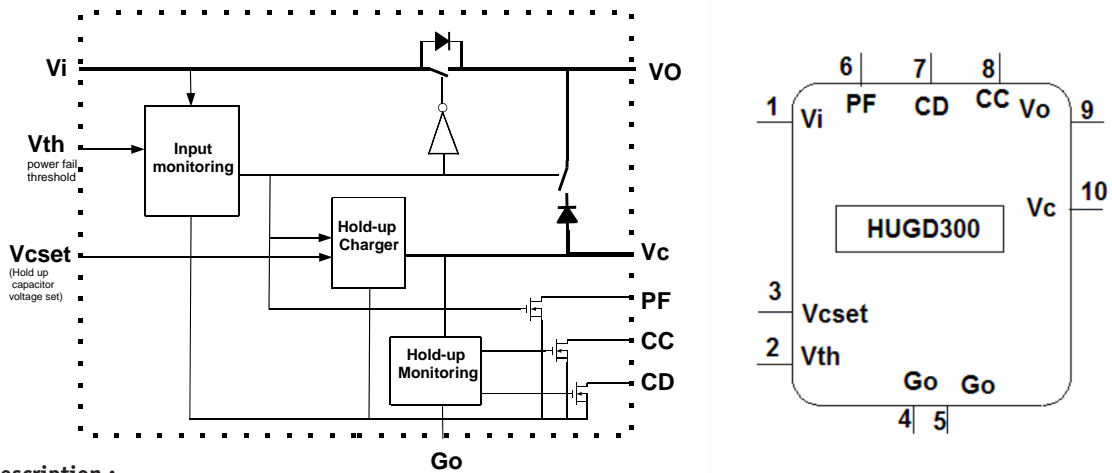 Vi
VO
Vth
power fail
threshold
Input
monitoring
Vcset
(Hold up
capacitor
voltage set)
Hold-up
Charger
Vc
PF
CC
CD
Hold-up
Monitoring
Go
escription :
6
7
8
1
Vi
PF
CD
CC
Vo
9
Vc
10
HUGD300
3
Vcset
2
Vth
Go
Go
4
5